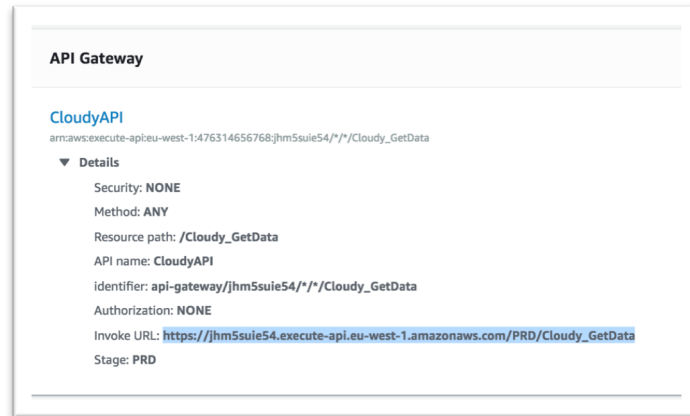 API Gateway
CloudyAPI
arn:aws:execute-api:eu-west-1:476314656768:jhm5suie54/*/*/Cloudy_GetData
▼ Details
Security: NONE
Method: ANY
Resource path: /Cloudy_GetData
API name: CloudyAPI
identifier: api-gateway/jhm5suie54/*/*/Cloudy_GetData
Authorization: NONE
Invoke URL: https://jhm5suie54.execute-api.eu-west-1.amazonaws.com/PRD/Cloudy_GetData
Stage: PRD